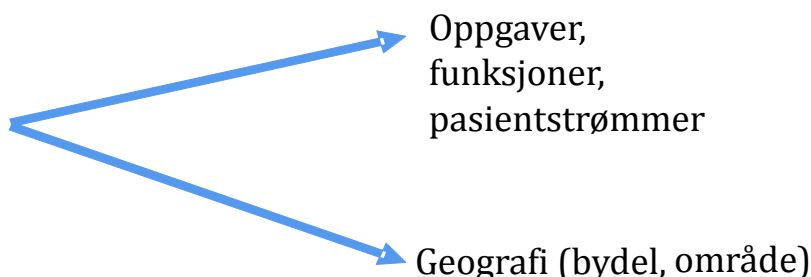 Oppgaver,
funksjoner,
pasientstrømmer
Geografi (bydel, område)